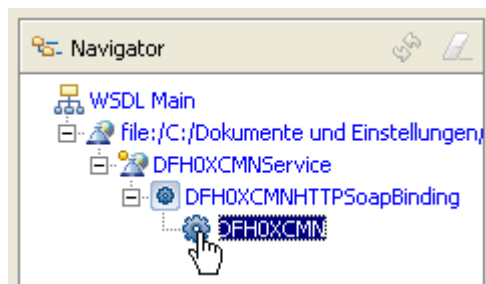 Navigator
WSDL Main
file:/C:/Dokumente und Einstellungen/
DFH0XCMNService
DFH0XCMNHTTPSoapBinding
DFH0XCMN